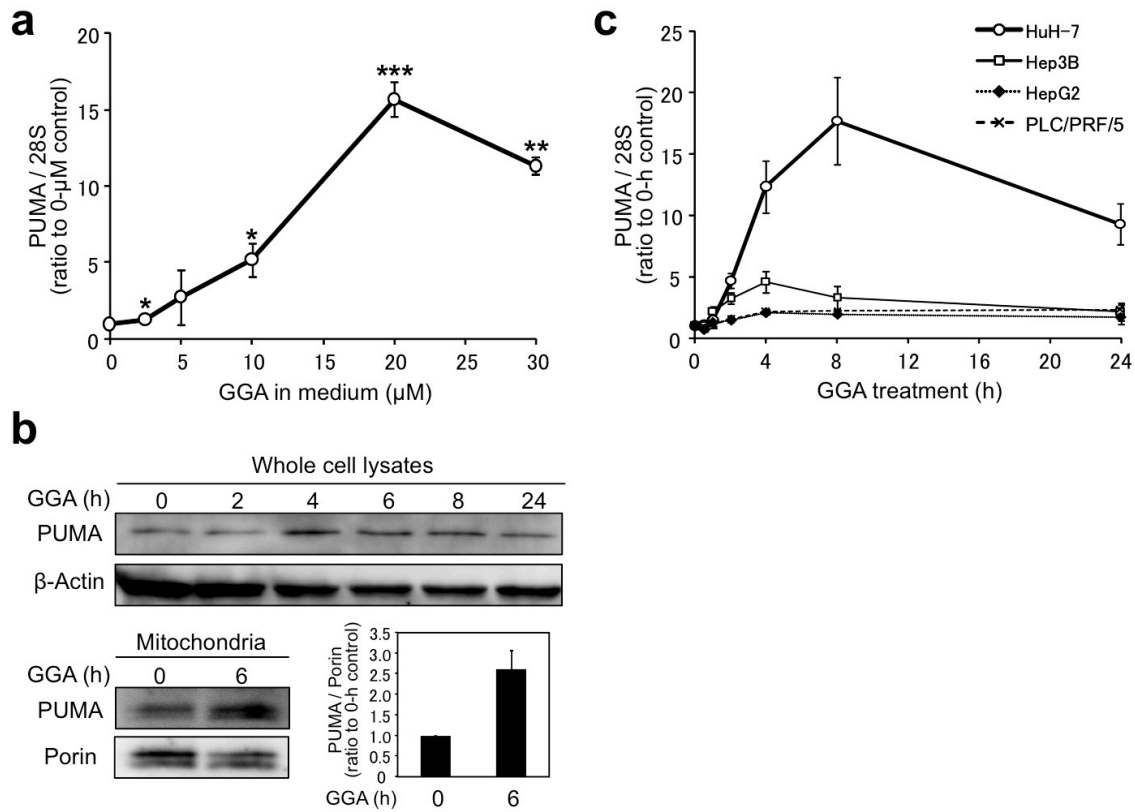 a
PUMA / 28S
(ratio to 0-μM control)
20
15
10
5
0
*
*
***
**
0 5 10 15 20 25 30
GGA in medium (μM)
c
PUMA / 28S
(ratio to 0-h control)
25
20
15
10
5
0
HuH-7
Hep3B
HepG2
PLC/PRF/5
0 4 8 12 16 20 24
GGA treatment (h)
b
Whole cell lysates
GGA (h) 0 2 4 6 8 24
PUMA
β-Actin
Mitochondria
GGA (h) 0 6
PUMA
Porin
PUMA / Porin
(ratio to 0-h control)
3.5
3.0
2.5
2.0
1.5
1.0
0.5
0
GGA (h) 0 6